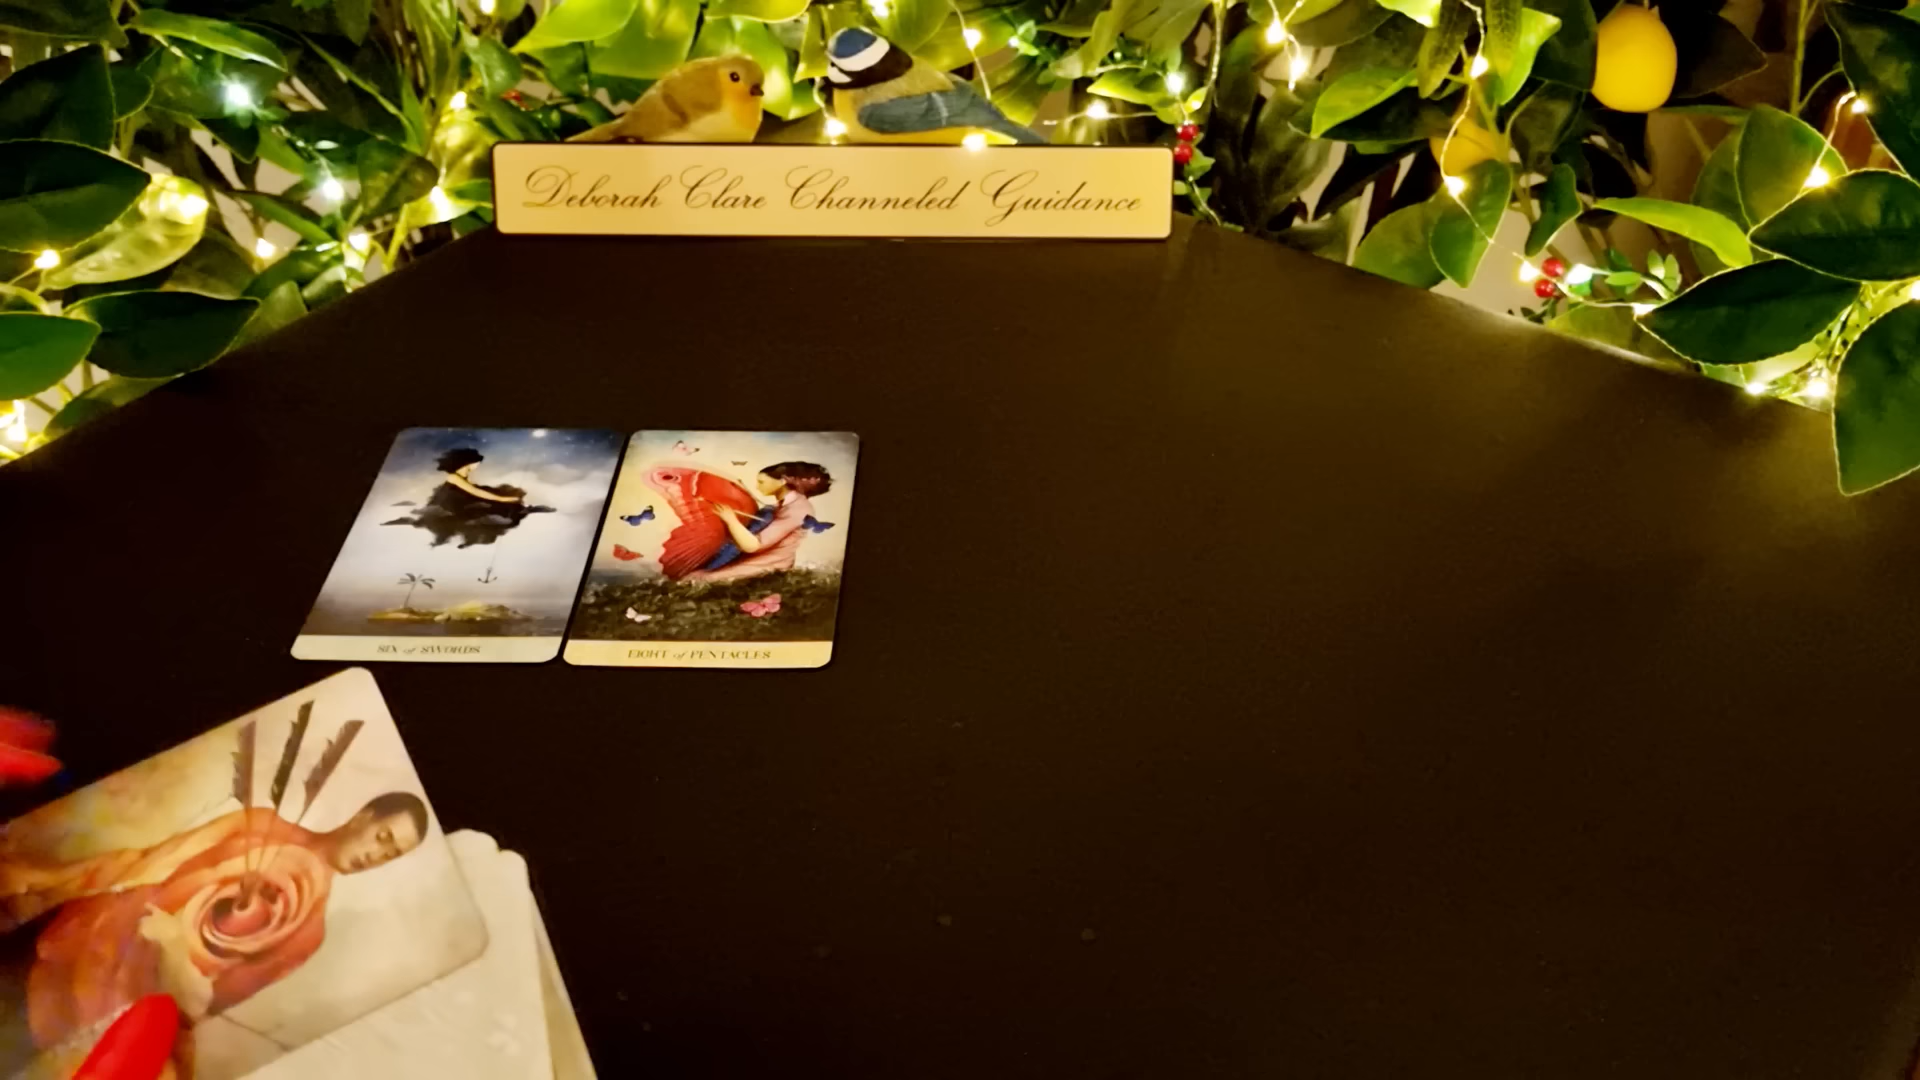 Deborah Clare Channeled Guidance
SIX of SWORDS
EIGHT of PENTACLES